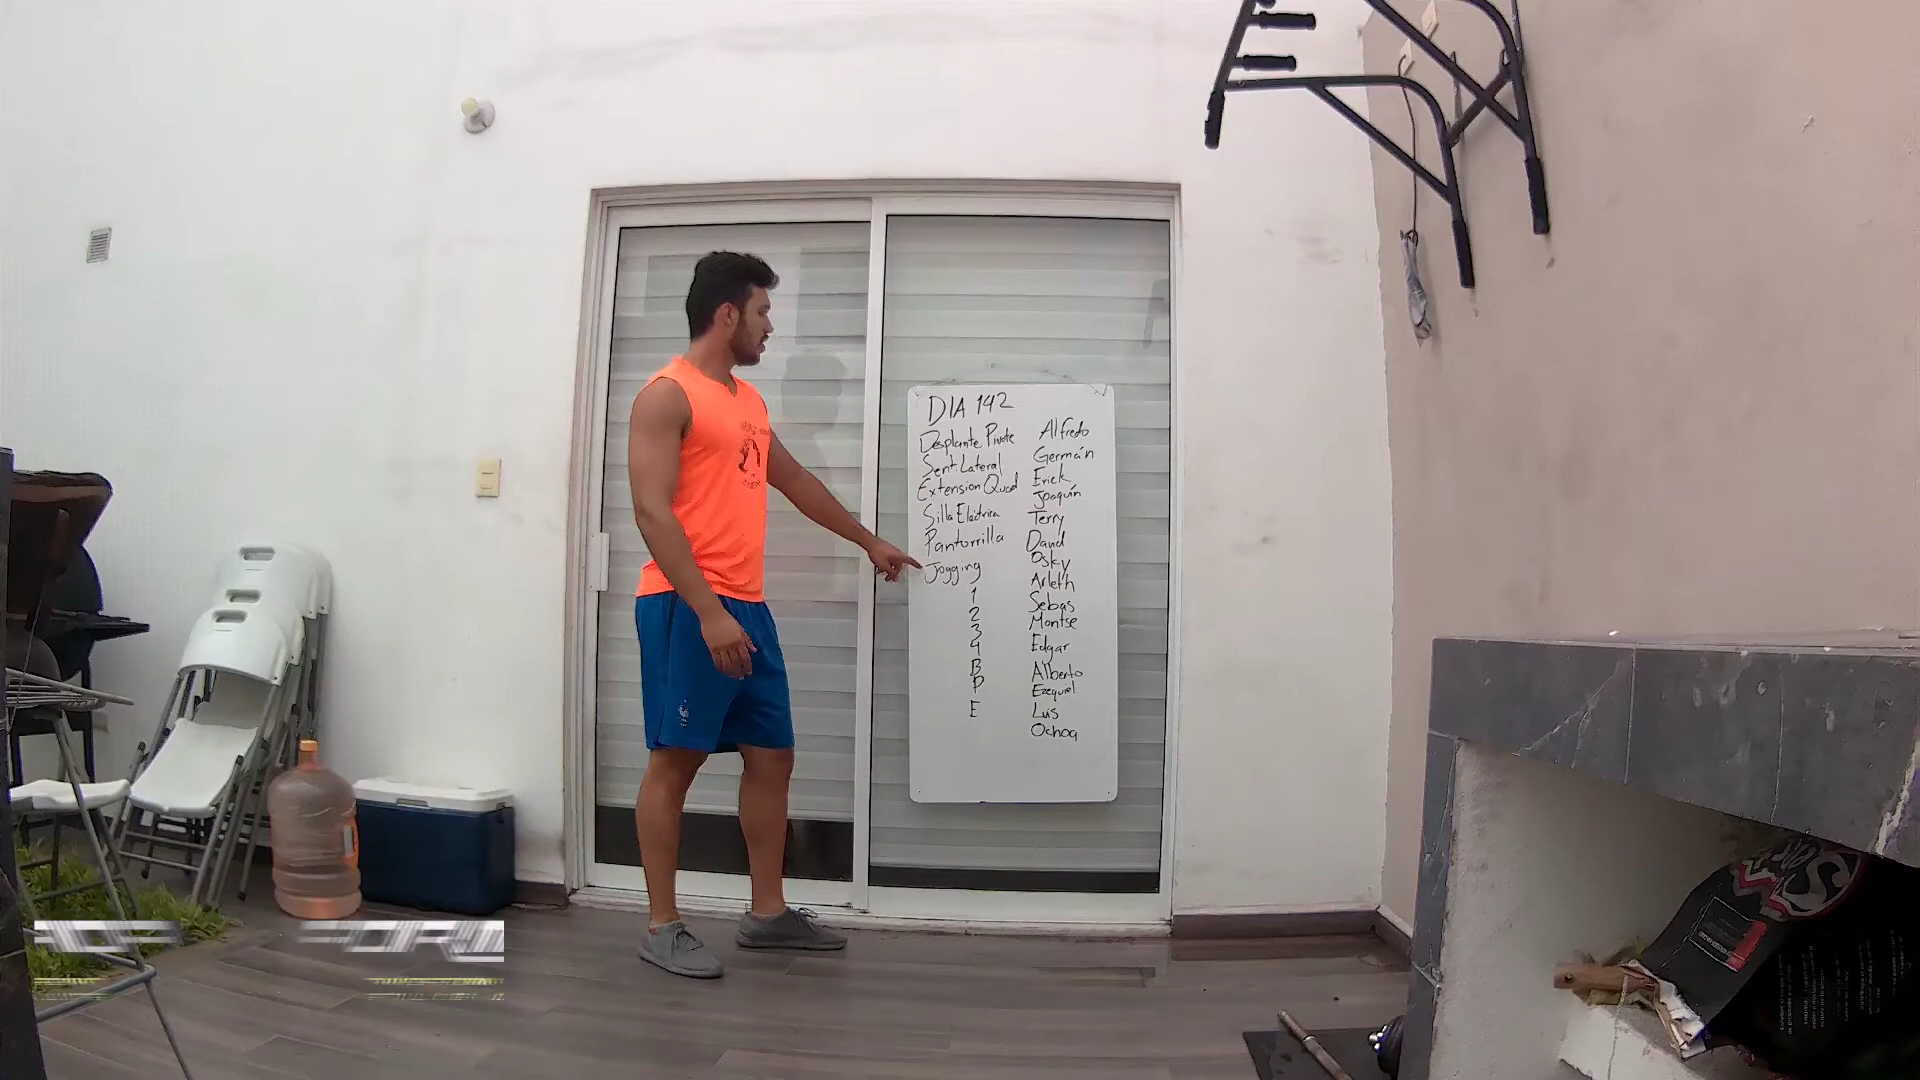 DIA 142
Desplante Pivote
Sent. Lateral
Extension Quad
Silla Eléctrica
Pantorrilla
Jogging
1
2
3
4
B
P
E
Alfredo
Germán
Erick
Joaquín
Terry
David
Osky
Arleth
Sebas
Montse
Edgar
Alberto
Ezequiel
Luis
Ochoa